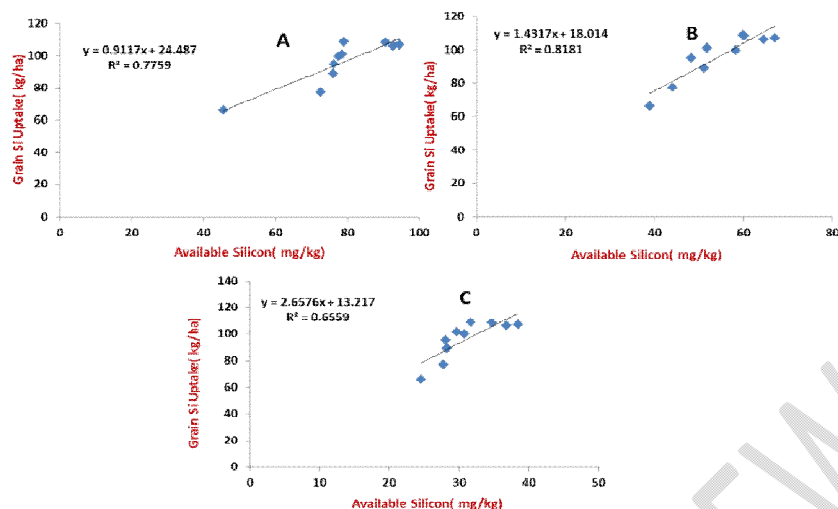 A
y = 0.9117x + 24.487
R² = 0.7759
Grain Si Uptake( kg/ha)
120
100
80
60
40
20
0
0 20 40 60 80 100
Available Silicon( mg/kg)
B
y = 1.4317x + 18.014
R² = 0.8181
Grain Si Uptake( kg/ha)
120
100
80
60
40
20
0
0 20 40 60 80
Available Silicon( mg/kg)
C
y = 2.6576x + 13.217
R² = 0.6559
Grain Si Uptake( kg/ha)
140
120
100
80
60
40
20
0
0 10 20 30 40 50
Available Silicon( mg/kg)